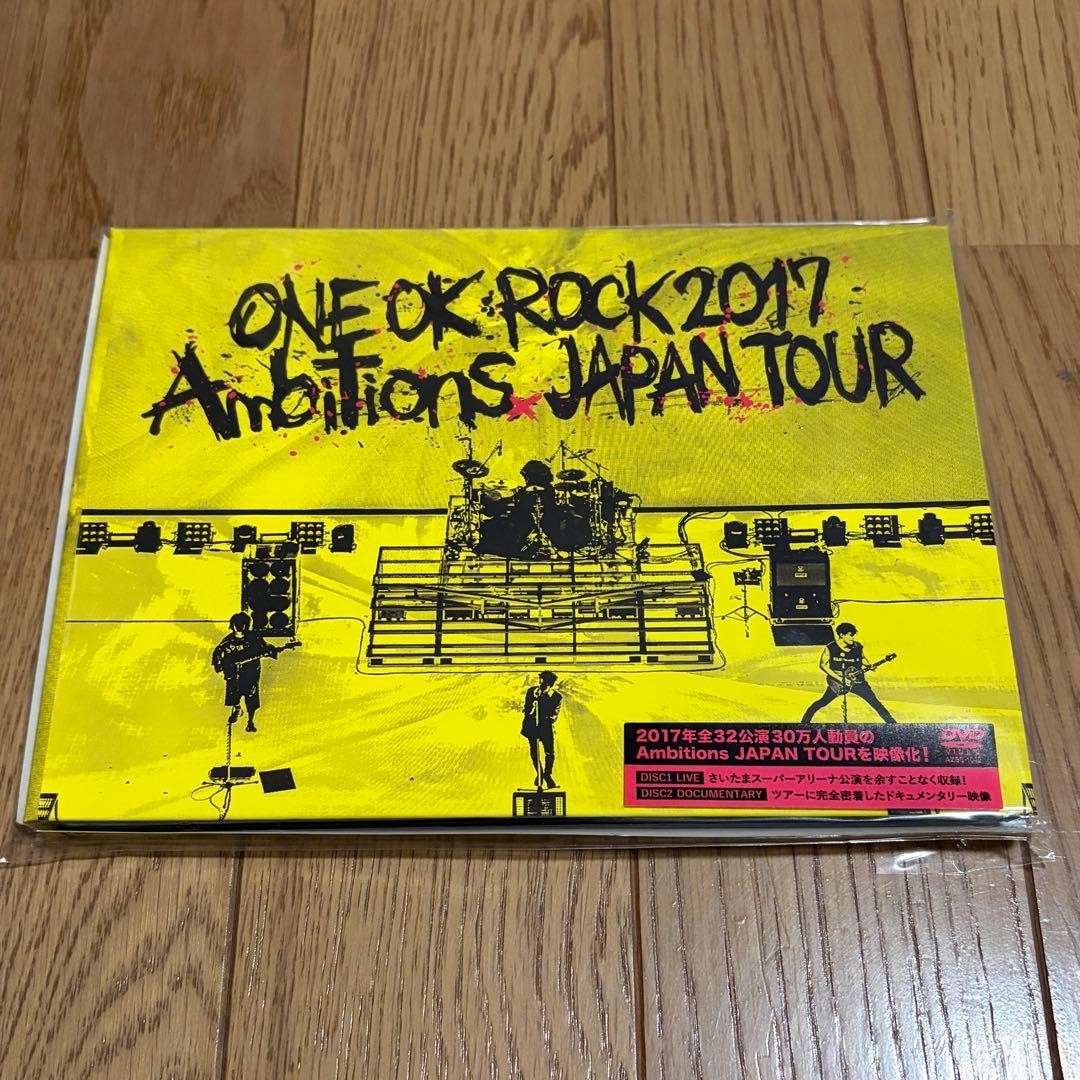 ONE OK ROCK 2017
Ambitions JAPAN TOUR
2017年全32公演30万人動員の
Ambitions JAPAN TOURを映像化！
DVD
VIDEO
DISC1 LIVE さいたまスーパーアリーナ公演を余すことなく収録！
DISC2 DOCUMENTARY ツアーに完全密着したドキュメンタリー映像